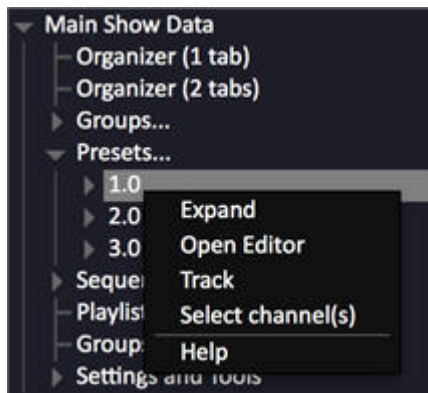 Main Show Data
Organizer (1 tab)
Organizer (2 tabs)
Groups...
Presets...
1.0
2.0
3.0
Expand
Open Editor
Track
Select channel(s)
Help
Playlist
Settings and Tools